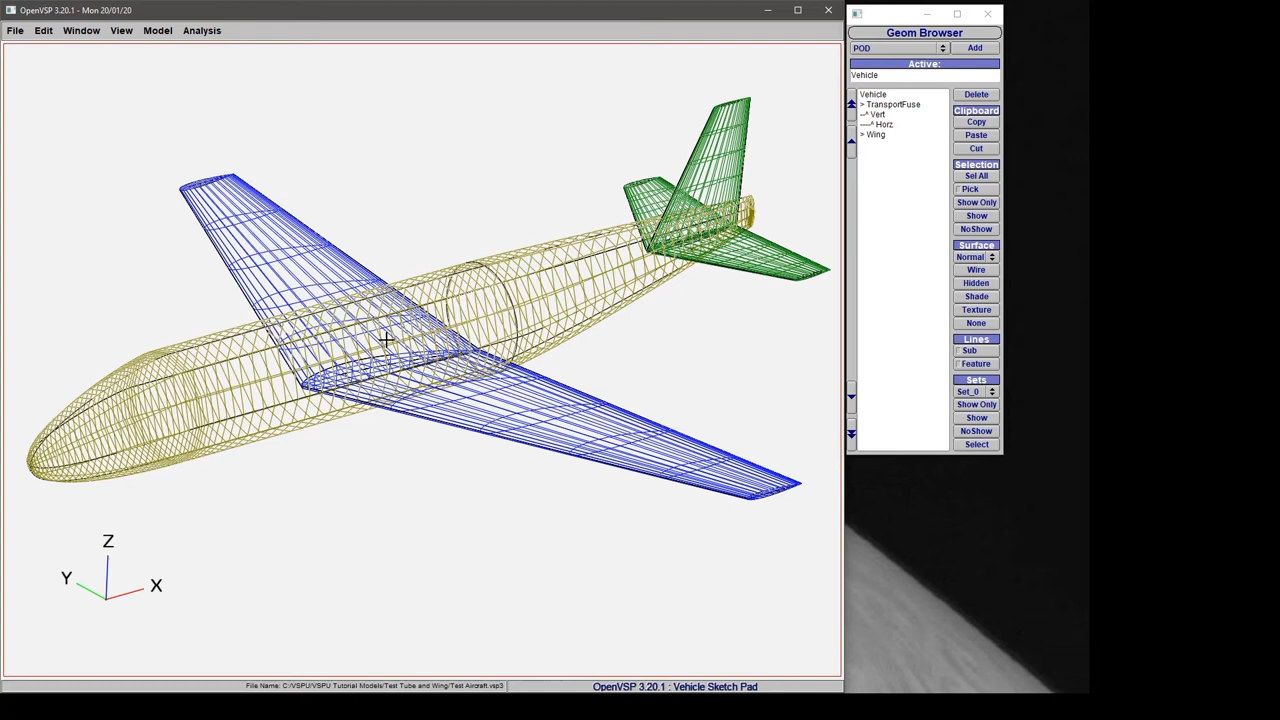 OpenVSP 3.20.1 - Mon 20/01/20
File Edit Window View Model Analysis
Z
Y
X
File Name: C:/VSPU/VSPU Tutorial Models/Test Tube and Wing/Test Aircraft.vsp3
OpenVSP 3.20.1 : Vehicle Sketch Pad
Geom Browser
POD Add
Active:
Vehicle
Vehicle
> TransportFuse
--^ Vert
----^ Horz
> Wing
Delete
Clipboard
Copy
Paste
Cut
Selection
Sel All
Pick
Show Only
Show
NoShow
Surface
Normal
Wire
Hidden
Shade
Texture
None
Lines
Sub
Feature
Sets
Set_0
Show Only
Show
NoShow
Select